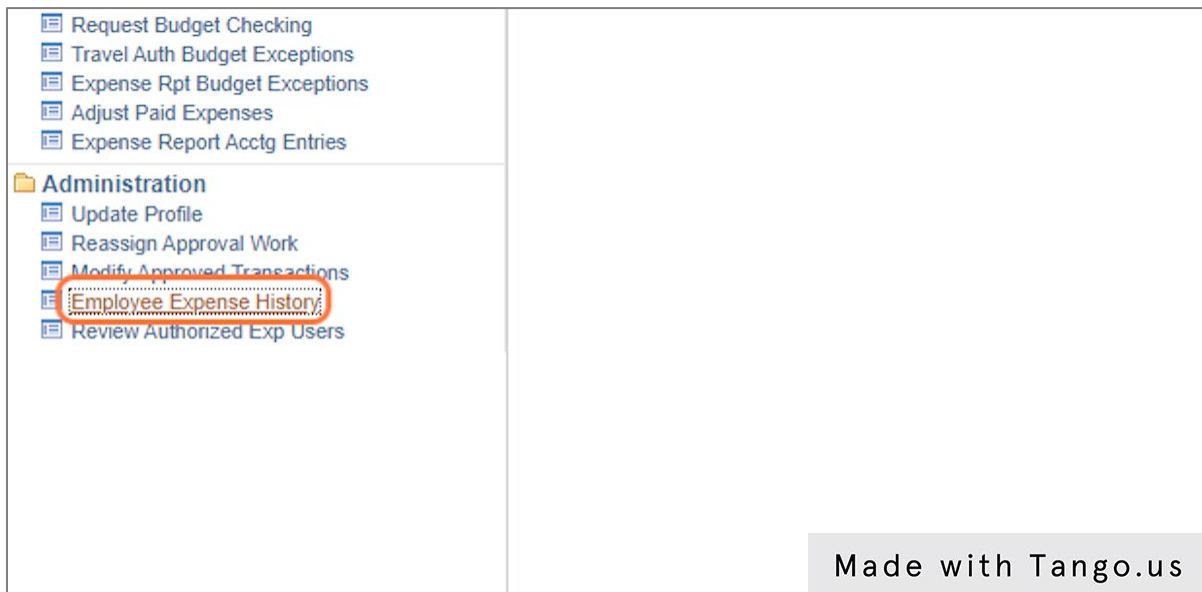 Request Budget Checking
Travel Auth Budget Exceptions
Expense Rpt Budget Exceptions
Adjust Paid Expenses
Expense Report Acctg Entries
Administration
Update Profile
Reassign Approval Work
Modify Approved Transactions
Employee Expense History
Review Authorized Exp Users
Made with Tango.us